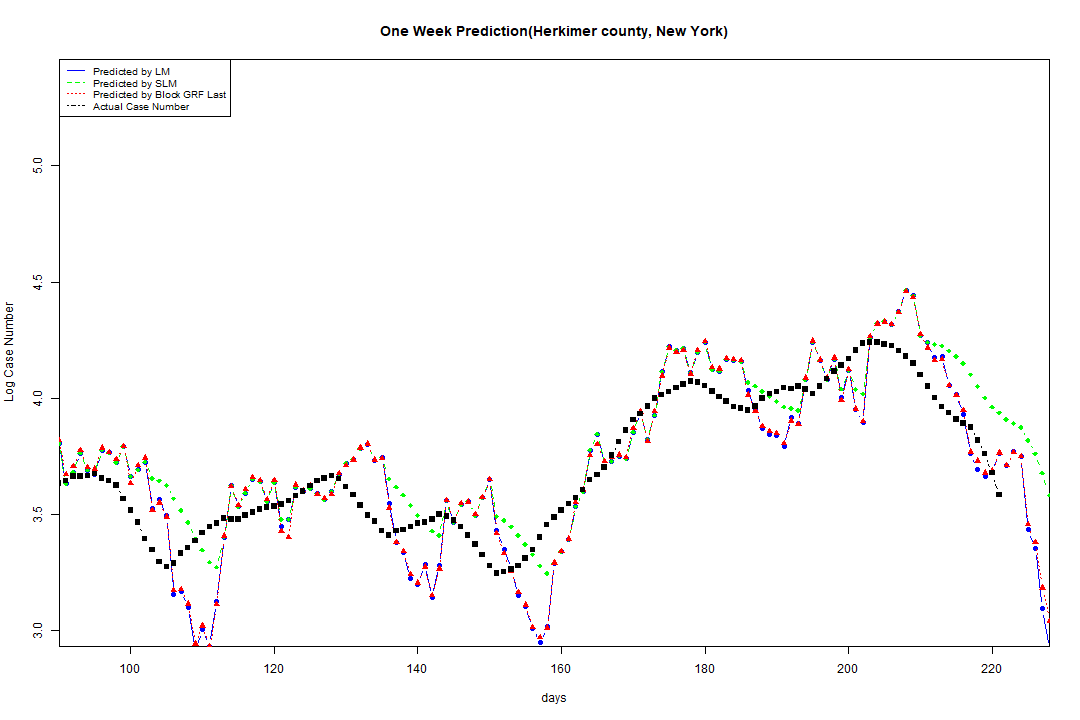 One Week Prediction(Herkimer county, New York)
Predicted by LM
Predicted by SLM
Predicted by Block GRF Last
Actual Case Number
Log Case Number
5.0
4.5
4.0
3.5
3.0
100 120 140 160 180 200 220
days